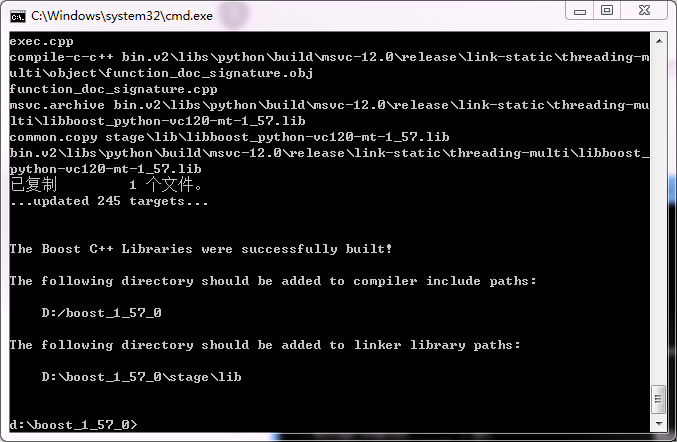 C:\Windows\system32\cmd.exe
exec.cpp
compile-c-c++ bin.v2\libs\python\build\msvc-12.0\release\link-static\threading-m
ulti\object\function_doc_signature.obj
function_doc_signature.cpp
msvc.archive bin.v2\libs\python\build\msvc-12.0\release\link-static\threading-mu
lti\libboost_python-vc120-mt-1_57.lib
common.copy stage\lib\libboost_python-vc120-mt-1_57.lib
bin.v2\libs\python\build\msvc-12.0\release\link-static\threading-multi\libboost_
python-vc120-mt-1_57.lib
已复制         1 个文件。
...updated 245 targets...
The Boost C++ Libraries were successfully built!
The following directory should be added to compiler include paths:
D:/boost_1_57_0
The following directory should be added to linker library paths:
D:\boost_1_57_0\stage\lib
d:\boost_1_57_0>